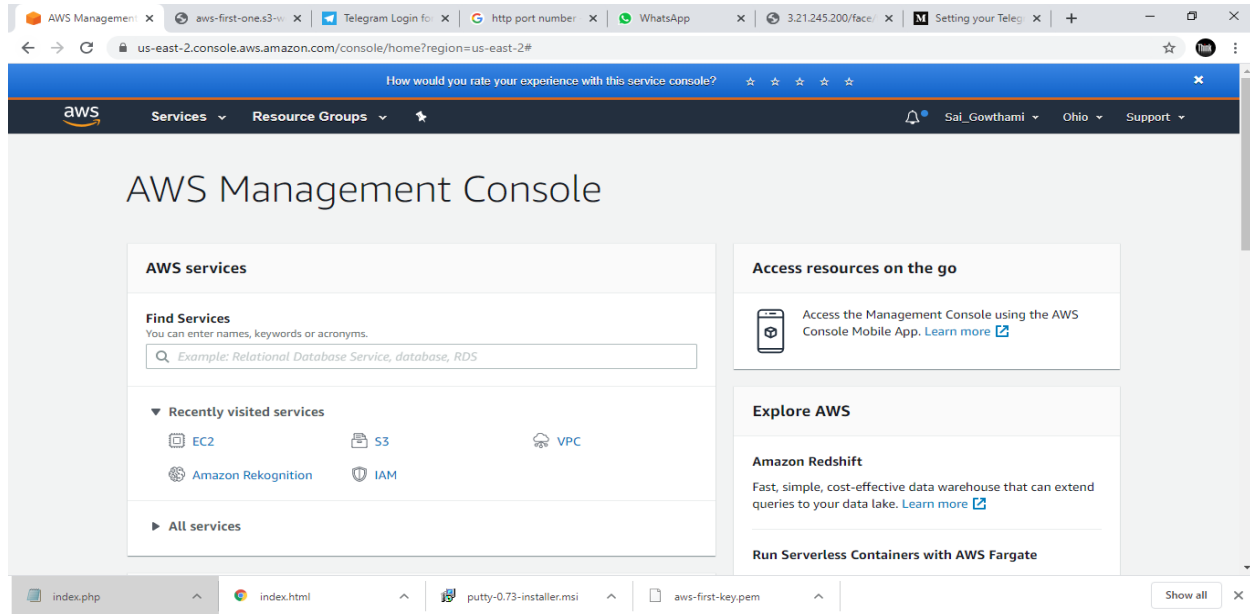 AWS Managemen
aws-first-one.s3-w
Telegram Login fo
http port number
WhatsApp
3.21.245.200/face/
M Setting your Teleg
us-east-2.console.aws.amazon.com/console/home?region=us-east-2#
Think
How would you rate your experience with this service console?
aws
Services
Resource Groups
Sai_Gowthami
Ohio
Support
AWS Management Console
AWS services
Find Services
You can enter names, keywords or acronyms.
Example: Relational Database Service, database, RDS
Recently visited services
EC2
S3
VPC
Amazon Rekognition
IAM
All services
Access resources on the go
Access the Management Console using the AWS
Console Mobile App. Learn more
Explore AWS
Amazon Redshift
Fast, simple, cost-effective data warehouse that can extend
queries to your data lake. Learn more
Run Serverless Containers with AWS Fargate
index.php
index.html
putty-0.73-installer.msi
aws-first-key.pem
Show all